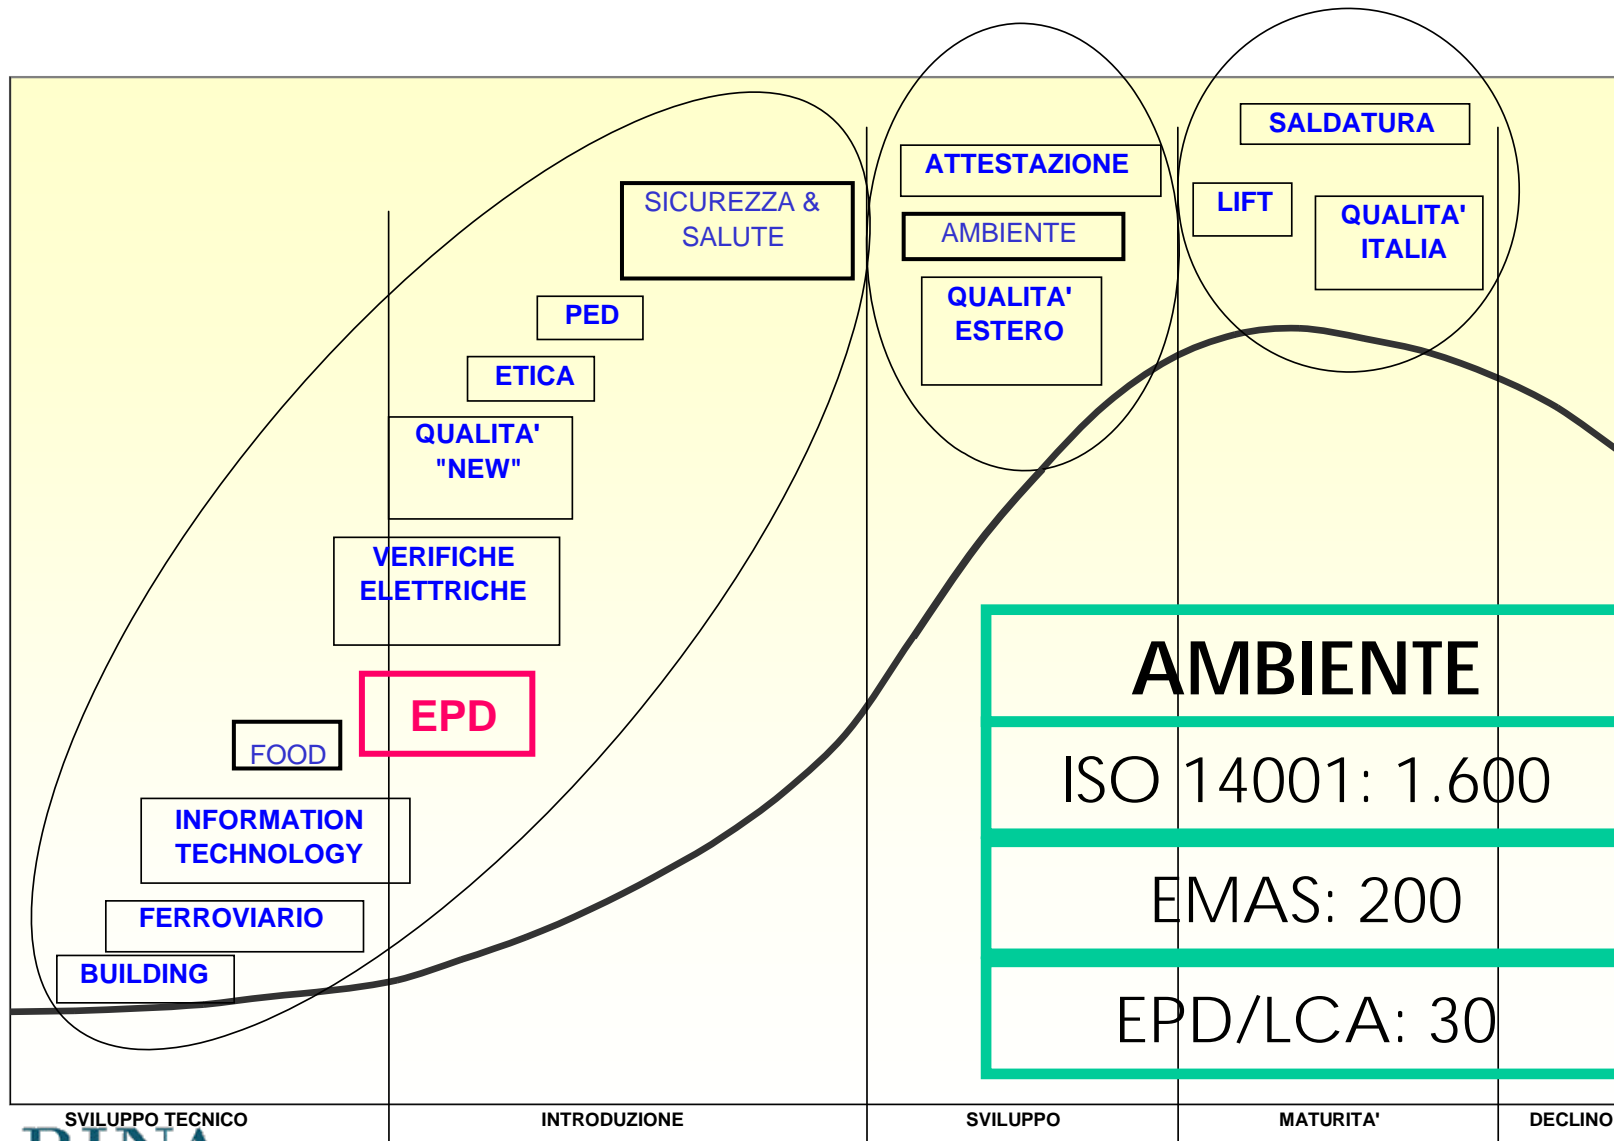 SALDATURA
ATTESTAZIONE
SICUREZZA &
SALUTE
LIFT
QUALITA'
ITALIA
AMBIENTE
QUALITA'
ESTERO
PED
ETICA
QUALITA'
"NEW"
VERIFICHE
ELETTRICHE
EPD
FOOD
INFORMATION
TECHNOLOGY
FERROVIARIO
BUILDING
AMBIENTE
ISO 14001: 1.600
EMAS: 200
EPD/LCA: 30
SVILUPPO TECNICO
INTRODUZIONE
SVILUPPO
MATURITA'
DECLINO
RINA